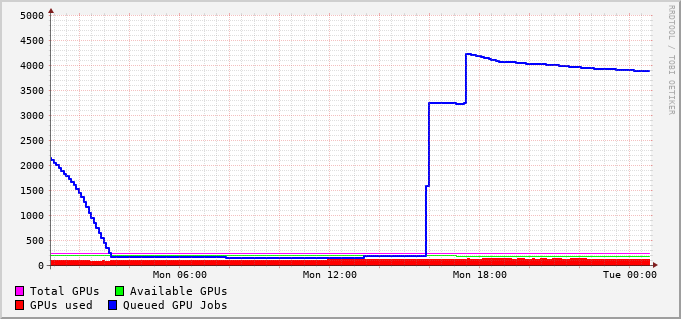 5000
4500
4000
3500
3000
2500
2000
1500
1000
500
0
Mon 06:00 Mon 12:00 Mon 18:00 Tue 00:00
Total GPUs Available GPUs
GPUs used Queued GPU Jobs
RRDTOOL / TOBI OETIKER